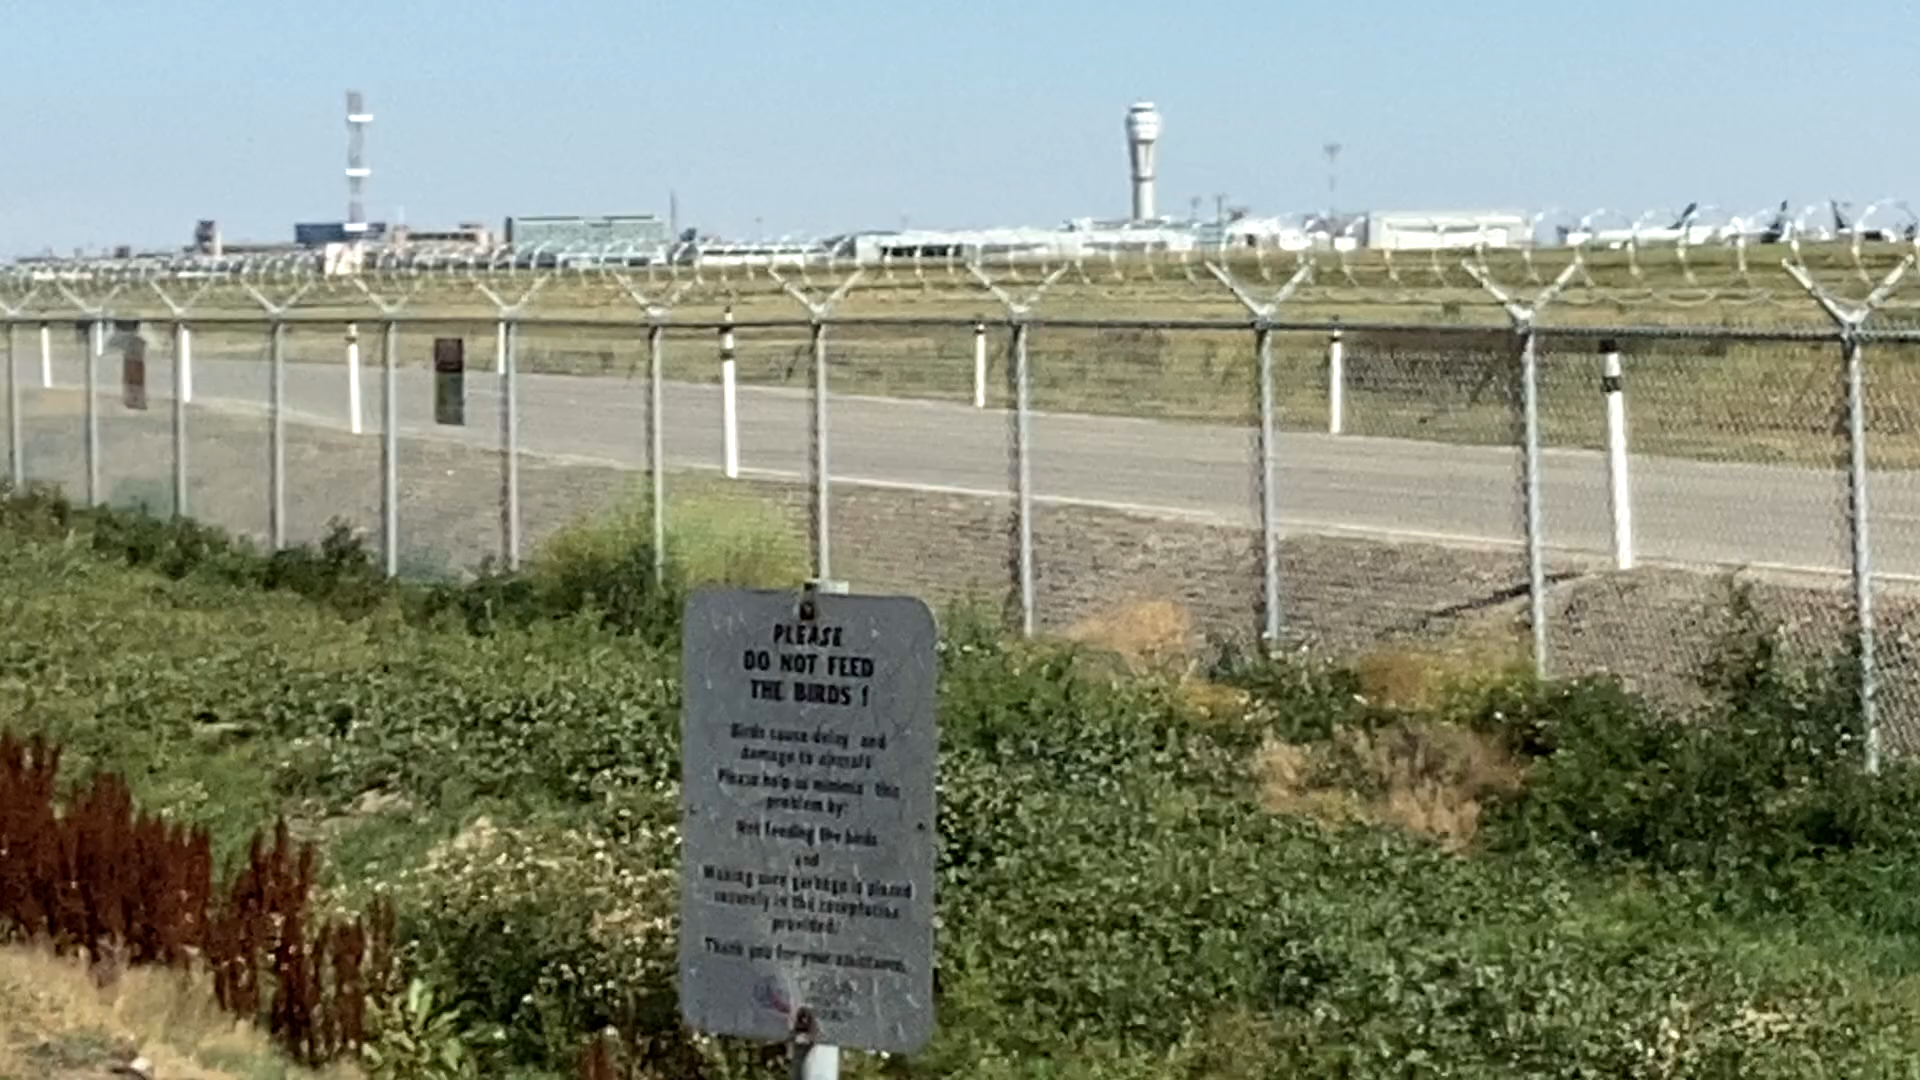 PLEASE
DO NOT FEED
THE BIRDS !
Birds cause delay and
damage to aircraft
Please help us minimize this
problem by:
Not feeding the birds
and
Making sure garbage is placed
securely in the receptacles
provided.
Thank you for your assistance.